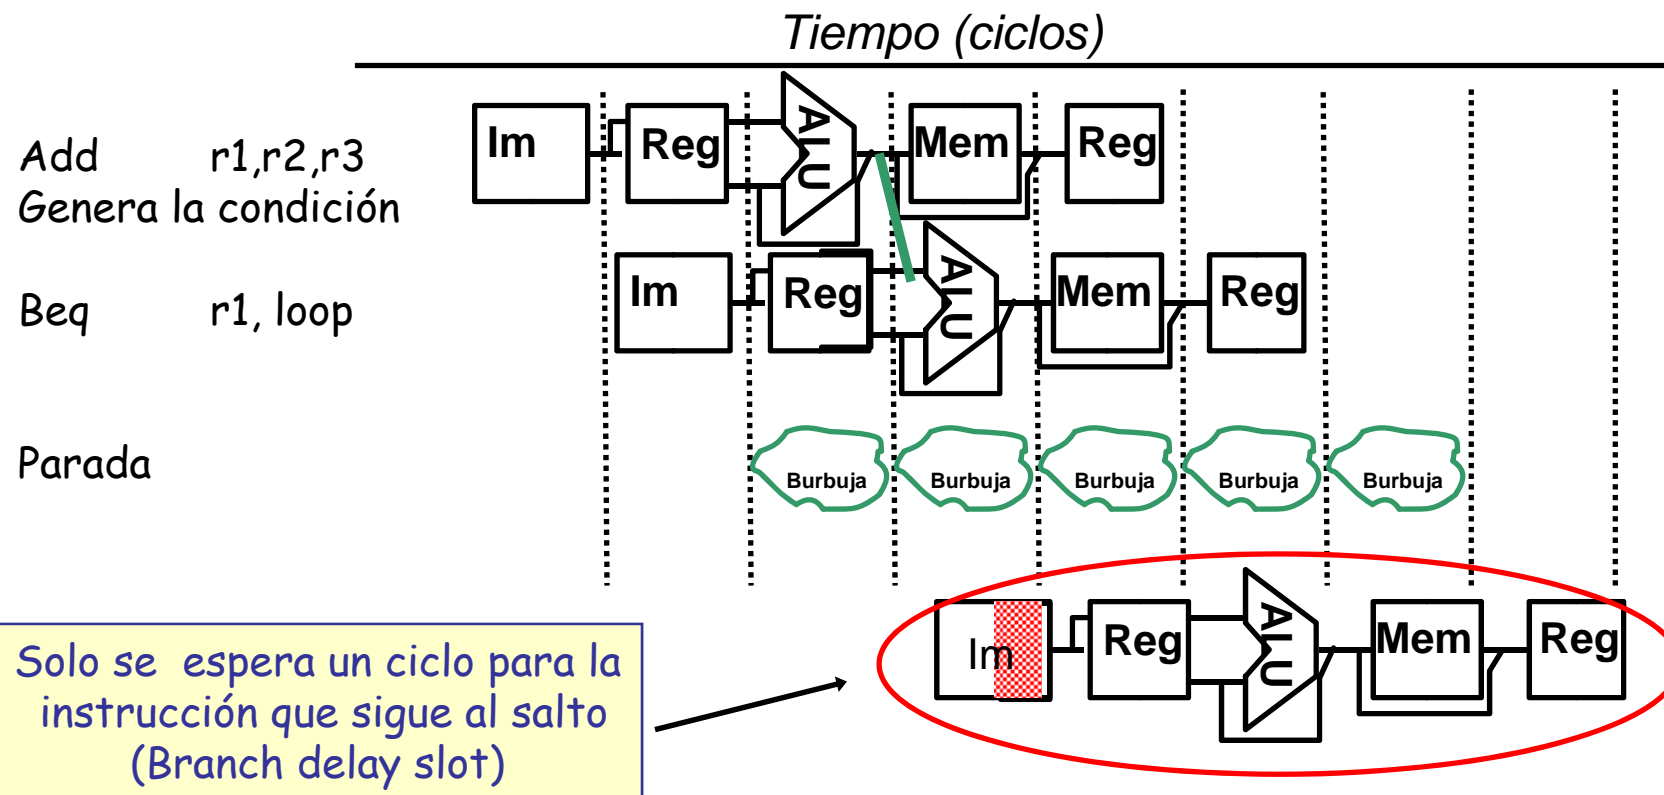 Tiempo (ciclos)
Add r1,r2,r3
Genera la condición
Im Reg ALU Mem Reg
Beq r1, loop
Im Reg ALU Mem Reg
Parada
Burbuja Burbuja Burbuja Burbuja Burbuja
Im Reg ALU Mem Reg
Solo se espera un ciclo para la
instrucción que sigue al salto
(Branch delay slot)